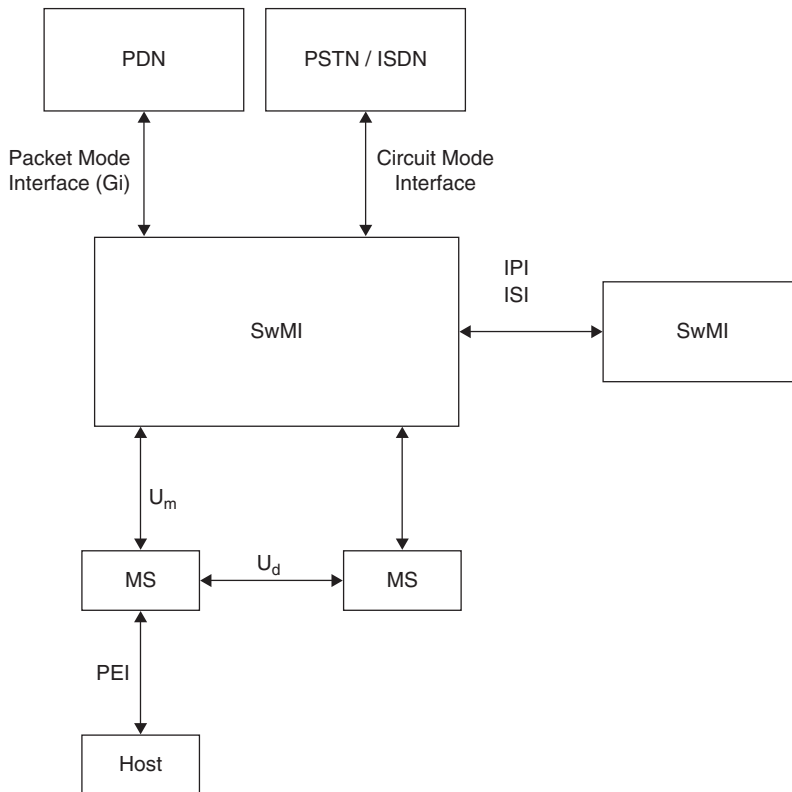 PDN
PSTN / ISDN
Packet Mode
Interface (Gi)
Circuit Mode
Interface
IPI
ISI
SwMI
SwMI
Um
MS
Ud
MS
PEI
Host